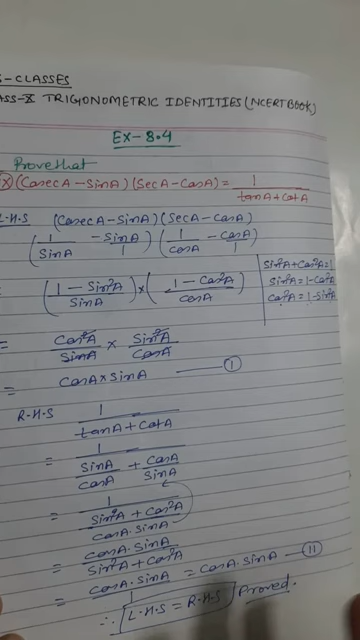 S-CLASSES
ASS-X TRIGONOMETRIC IDENTITIES (NCERT BOOK)
EX-8.4
Prove that
(X) (CosecA-SinA) (SecA-CosA) = 1/(tanA+CotA)
L.H.S (CosecA-SinA) (SecA-CosA)
(1/SinA - SinA/1) (1/CosA - CosA/1)
Sin²A+Cos²A=1
Sin²A=1-Cos²A
Cos²A=1-Sin²A
(1-Sin²A/SinA) × (1-Cos²A/CosA)
= Cos²A/SinA × Sin²A/CosA
= CosA×SinA — (I)
R.H.S 1/(tanA+CotA)
= 1/(SinA/CosA + CosA/SinA)
= 1/(Sin²A+Cos²A/CosA.SinA)
= CosA.SinA/(Sin²A+Cos²A)
= CosA.SinA/1 = CosA.SinA — (II)
∴ L.H.S = R.H.S Proved.